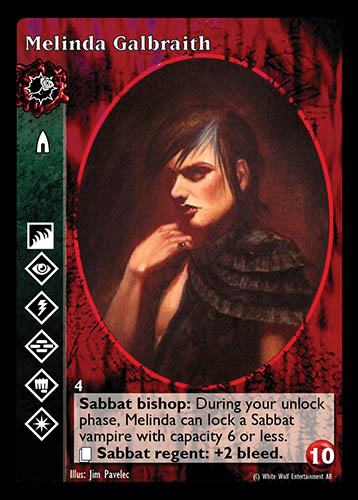 Melinda Galbraith
4
Sabbat bishop: During your unlock
phase, Melinda can lock a Sabbat
vampire with capacity 6 or less.
Sabbat regent: +2 bleed.
10
Illus: Jim Pavelec
(C) White Wolf Entertainment AB